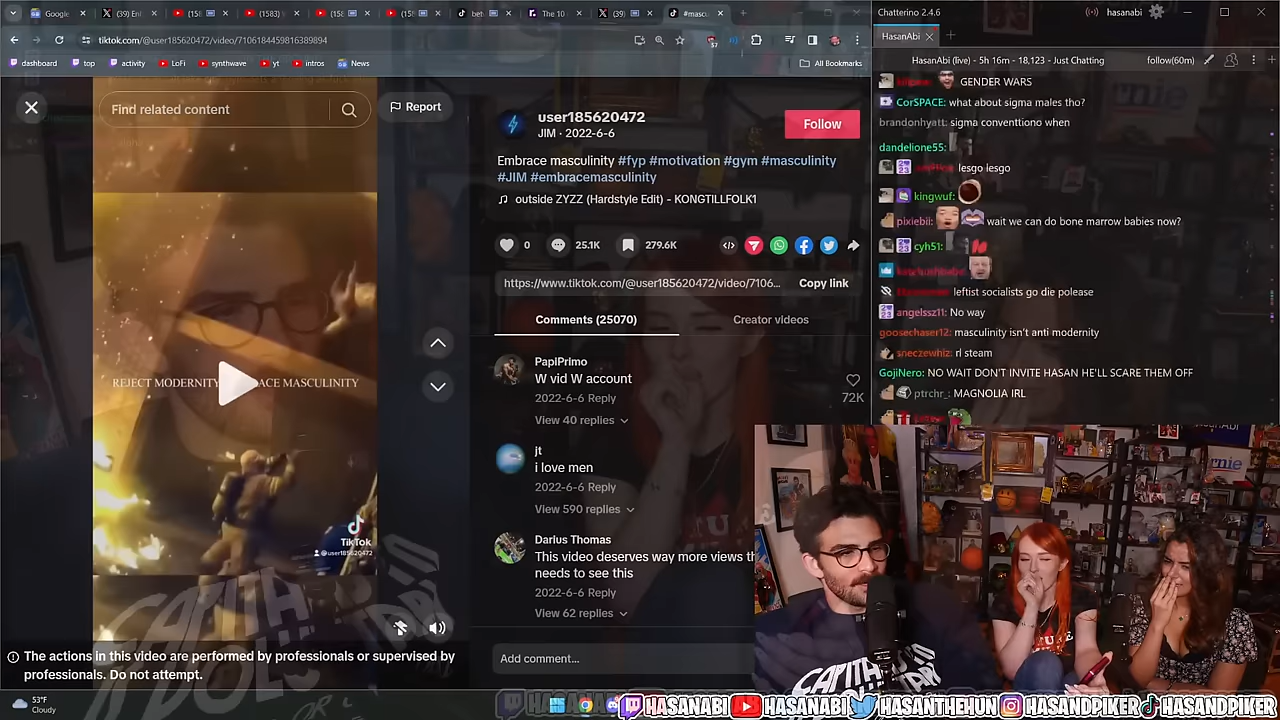 Google
tiktok.com/@user185620472/video/7106184459816389894
dashboard
top
activity
LoFi
synthwave
yt
intros
News
All Bookmarks
Find related content
Report
REJECT MODERNITY
ACE MASCULINITY
TikTok
@user185620472
The actions in this video are performed by professionals or supervised by
professionals. Do not attempt.
user185620472
JIM · 2022-6-6
Follow
Embrace masculinity #fyp #motivation #gym #masculinity
#JIM #embracemasculinity
outside ZYZZ (Hardstyle Edit) - KONGTILLFOLK1
0
25.1K
279.6K
https://www.tiktok.com/@user185620472/video/7106...
Copy link
Comments (25070)
Creator videos
PapiPrimo
W vid W account
2022-6-6 Reply
72K
View 40 replies
jt
i love men
2022-6-6 Reply
View 590 replies
Darius Thomas
This video deserves way more views th
needs to see this
2022-6-6 Reply
View 62 replies
Add comment...
Chatterino 2.4.6
hasanabi
HasanAbi
HasanAbi (live) - 5h 16m - 18,123 - Just Chatting
follow(60m)
GENDER WARS
CorSPACE: what about sigma males tho?
brandonhyatt: sigma conventiono when
dandelione55:
lesgo lesgo
kingwuf:
pixiebii: wait we can do bone marrow babies now?
cyh51:
leftist socialists go die polease
angelssz11: No way
goosechaser12: masculinity isn't anti modernity
sneczewhiz: rl steam
GojiNero: NO WAIT DON'T INVITE HASAN HE'LL SCARE THEM OFF
ptrchr_: MAGNOLIA IRL
53°F
Cloudy
HASANABI
HASANABI
HASANTHEHUN
HASANDPIKER
HASANDPIKER